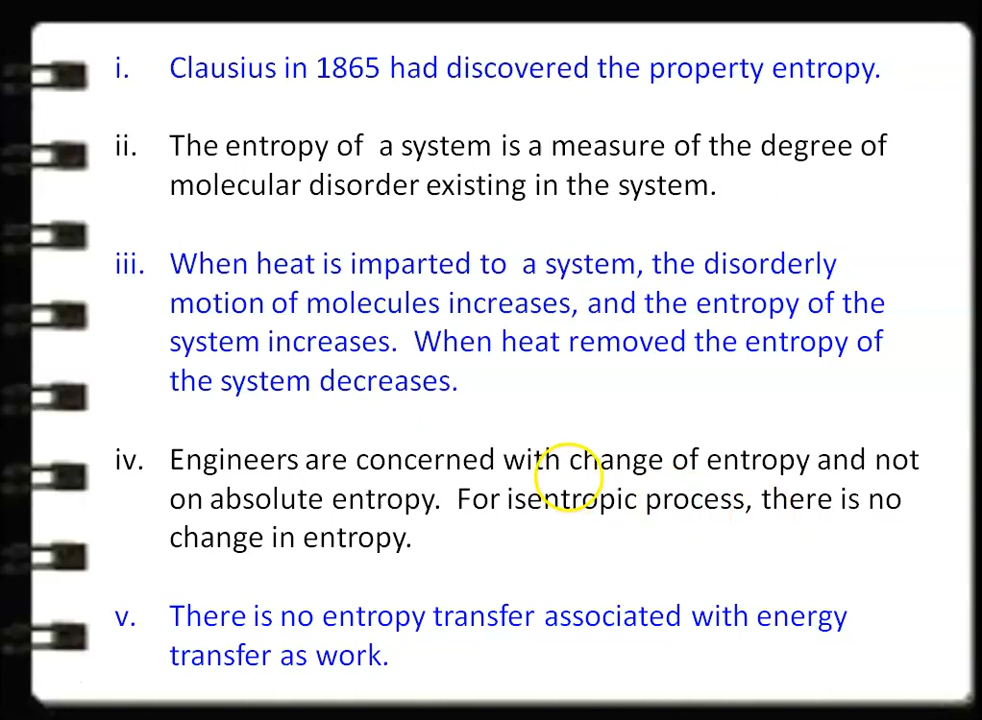 i. Clausius in 1865 had discovered the property entropy.
ii. The entropy of a system is a measure of the degree of
molecular disorder existing in the system.
iii. When heat is imparted to a system, the disorderly
motion of molecules increases, and the entropy of the
system increases. When heat removed the entropy of
the system decreases.
iv. Engineers are concerned with change of entropy and not
on absolute entropy. For isentropic process, there is no
change in entropy.
v. There is no entropy transfer associated with energy
transfer as work.